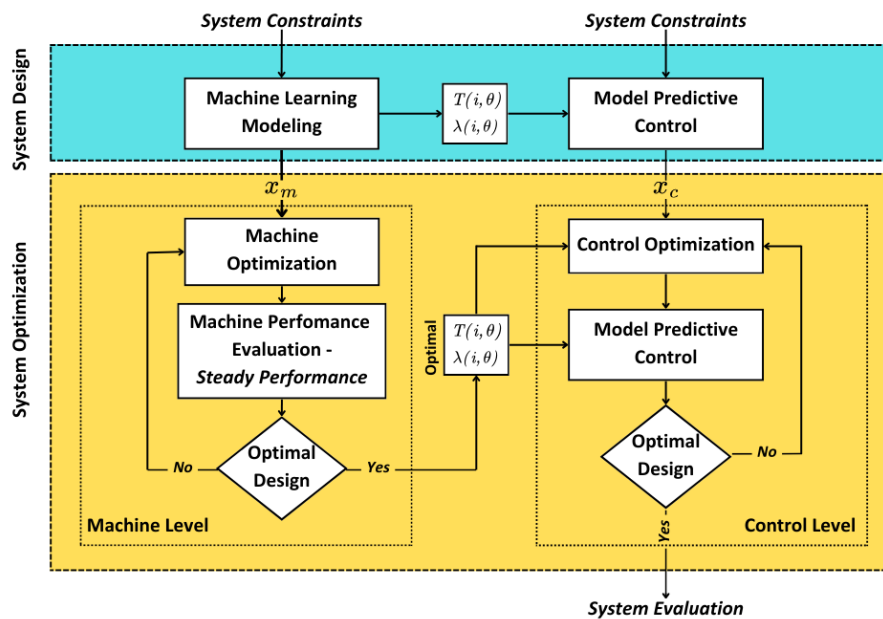 System Constraints
System Constraints
System Design
Machine Learning
Modeling
T(i, θ)
λ(i, θ)
Model Predictive
Control
x_m
x_c
System Optimization
Machine
Optimization
Machine Perfomance
Evaluation -
Steady Performance
Optimal
Design
No
Yes
Machine Level
Optimal
T(i, θ)
λ(i, θ)
Control Optimization
Model Predictive
Control
Optimal
Design
No
Yes
Control Level
System Evaluation